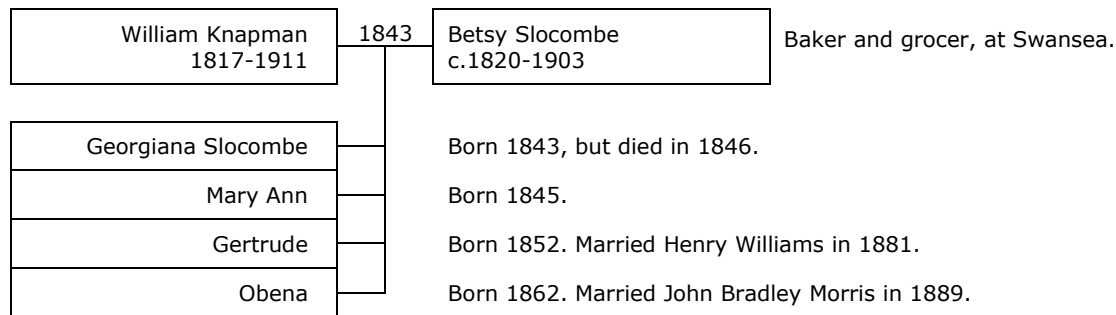 William Knapman
1817-1911
1843
Betsy Slocombe
c.1820-1903
Baker and grocer, at Swansea.
Georgiana Slocombe
Born 1843, but died in 1846.
Mary Ann
Born 1845.
Gertrude
Born 1852. Married Henry Williams in 1881.
Obena
Born 1862. Married John Bradley Morris in 1889.